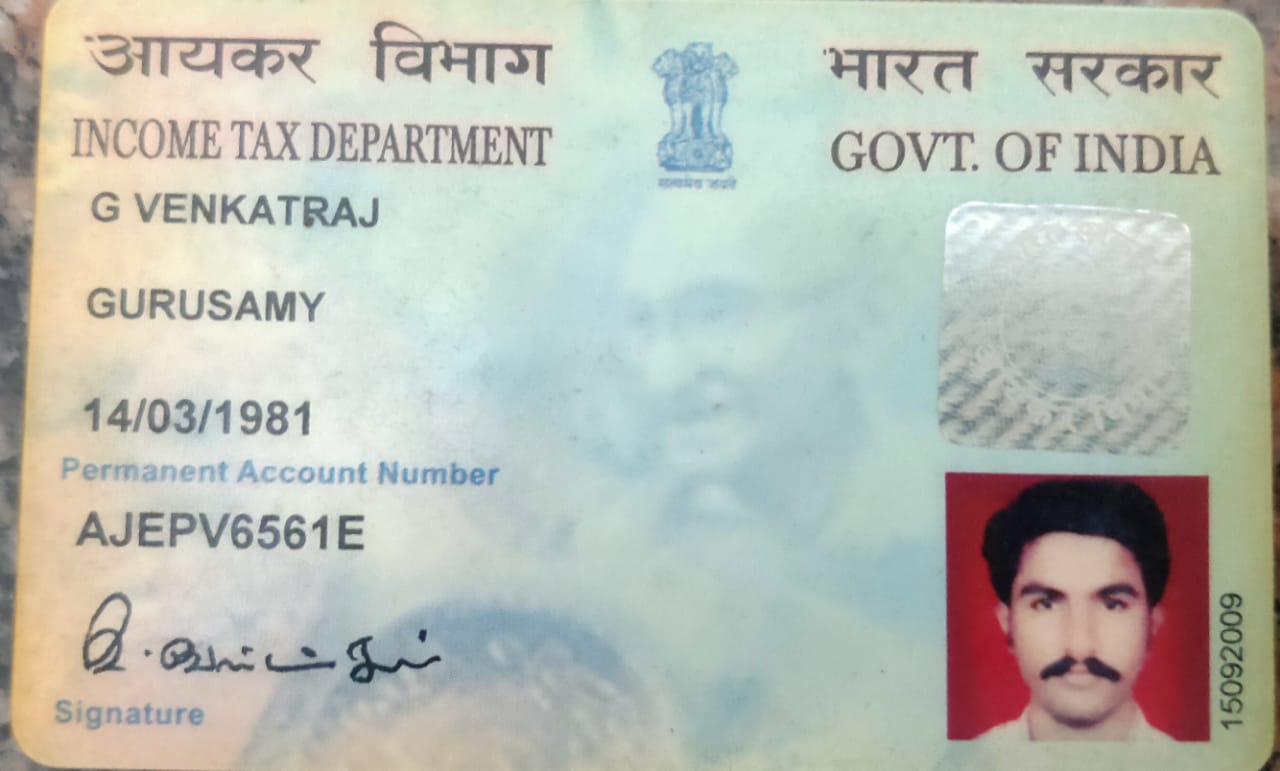 आयकर विभाग
भारत सरकार
INCOME TAX DEPARTMENT
GOVT. OF INDIA
सत्यमेव जयते
G VENKATRAJ
GURUSAMY
14/03/1981
Permanent Account Number
AJEPV6561E
Signature
15092009